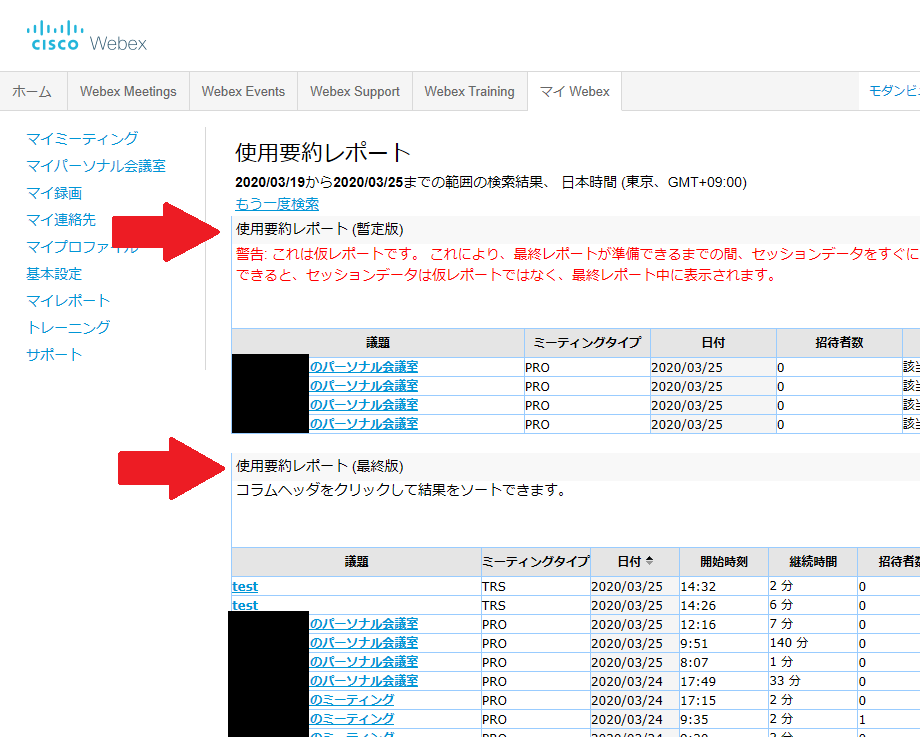 CISCO Webex
ホーム Webex Meetings Webex Events Webex Support Webex Training マイ Webex モダンビ
マイミーティング
マイパーソナル会議室
マイ録画
マイ連絡先
マイプロファイル
基本設定
マイレポート
トレーニング
サポート
使用要約レポート
2020/03/19から2020/03/25までの範囲の検索結果、 日本時間 (東京、GMT+09:00)
もう一度検索
使用要約レポート (暫定版)
警告: これは仮レポートです。 これにより、最終レポートが準備できるまでの間、セッションデータをすぐに
できると、セッションデータは仮レポートではなく、最終レポート中に表示されます。
議題 ミーティングタイプ 日付 招待者数
のパーソナル会議室 PRO 2020/03/25 0 該当
のパーソナル会議室 PRO 2020/03/25 0 該当
のパーソナル会議室 PRO 2020/03/25 0 該当
のパーソナル会議室 PRO 2020/03/25 0 該当
使用要約レポート (最終版)
コラムヘッダをクリックして結果をソートできます。
議題 ミーティングタイプ 日付 開始時刻 継続時間 招待者数
test TRS 2020/03/25 14:32 2 分 0
test TRS 2020/03/25 14:26 6 分 0
のパーソナル会議室 PRO 2020/03/25 12:16 7 分 0
のパーソナル会議室 PRO 2020/03/25 9:51 140 分 0
のパーソナル会議室 PRO 2020/03/25 8:07 1 分 0
のパーソナル会議室 PRO 2020/03/24 17:49 33 分 0
のミーティング PRO 2020/03/24 17:15 2 分 0
のミーティング PRO 2020/03/24 9:35 2 分 1